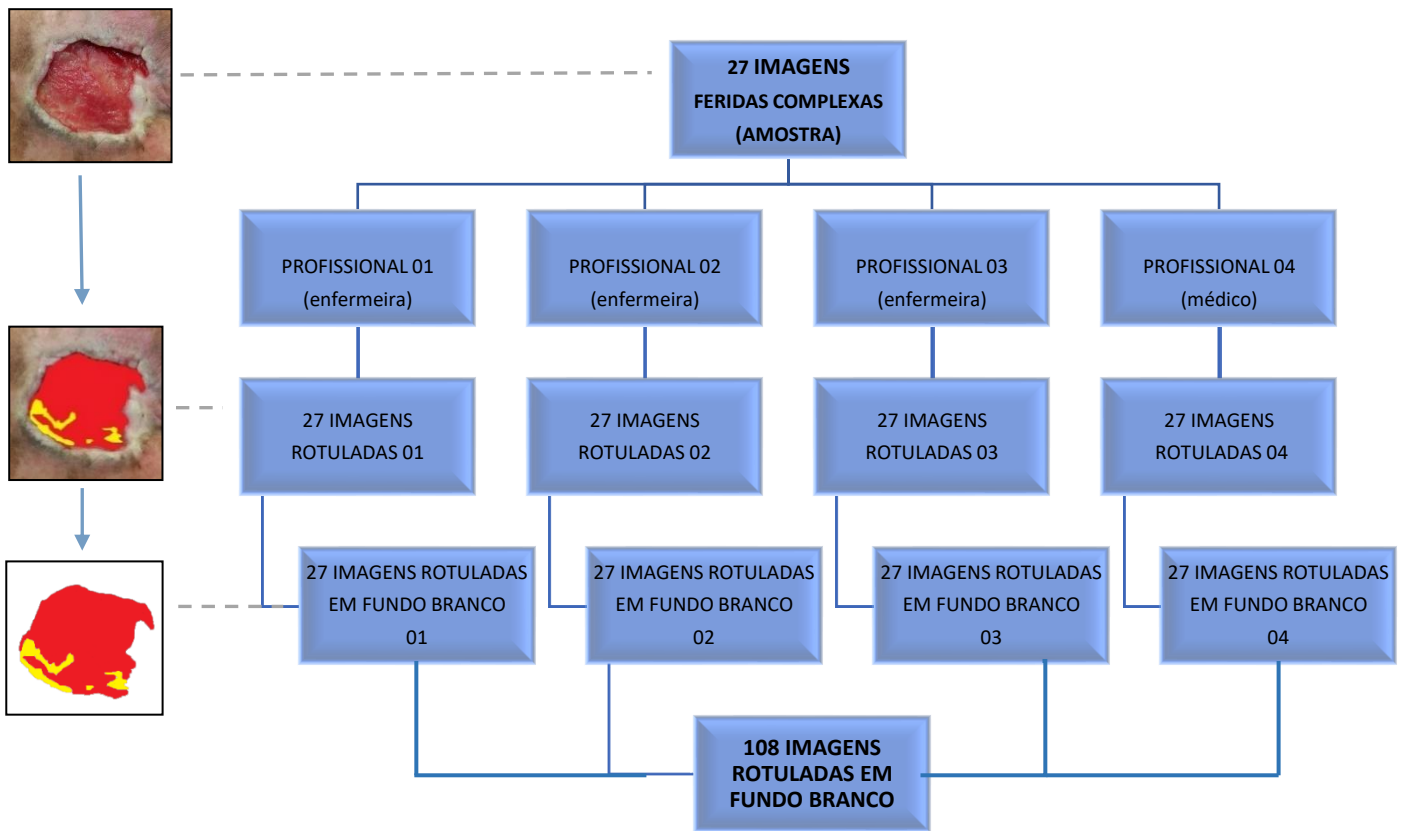 27 IMAGENS
FERIDAS COMPLEXAS
(AMOSTRA)
PROFISSIONAL 01
(enfermeira)
PROFISSIONAL 02
(enfermeira)
PROFISSIONAL 03
(enfermeira)
PROFISSIONAL 04
(médico)
27 IMAGENS
ROTULADAS 01
27 IMAGENS
ROTULADAS 02
27 IMAGENS
ROTULADAS 03
27 IMAGENS
ROTULADAS 04
27 IMAGENS ROTULADAS
EM FUNDO BRANCO
01
27 IMAGENS ROTULADAS
EM FUNDO BRANCO
02
27 IMAGENS ROTULADAS
EM FUNDO BRANCO
03
27 IMAGENS ROTULADAS
EM FUNDO BRANCO
04
108 IMAGENS
ROTULADAS EM
FUNDO BRANCO